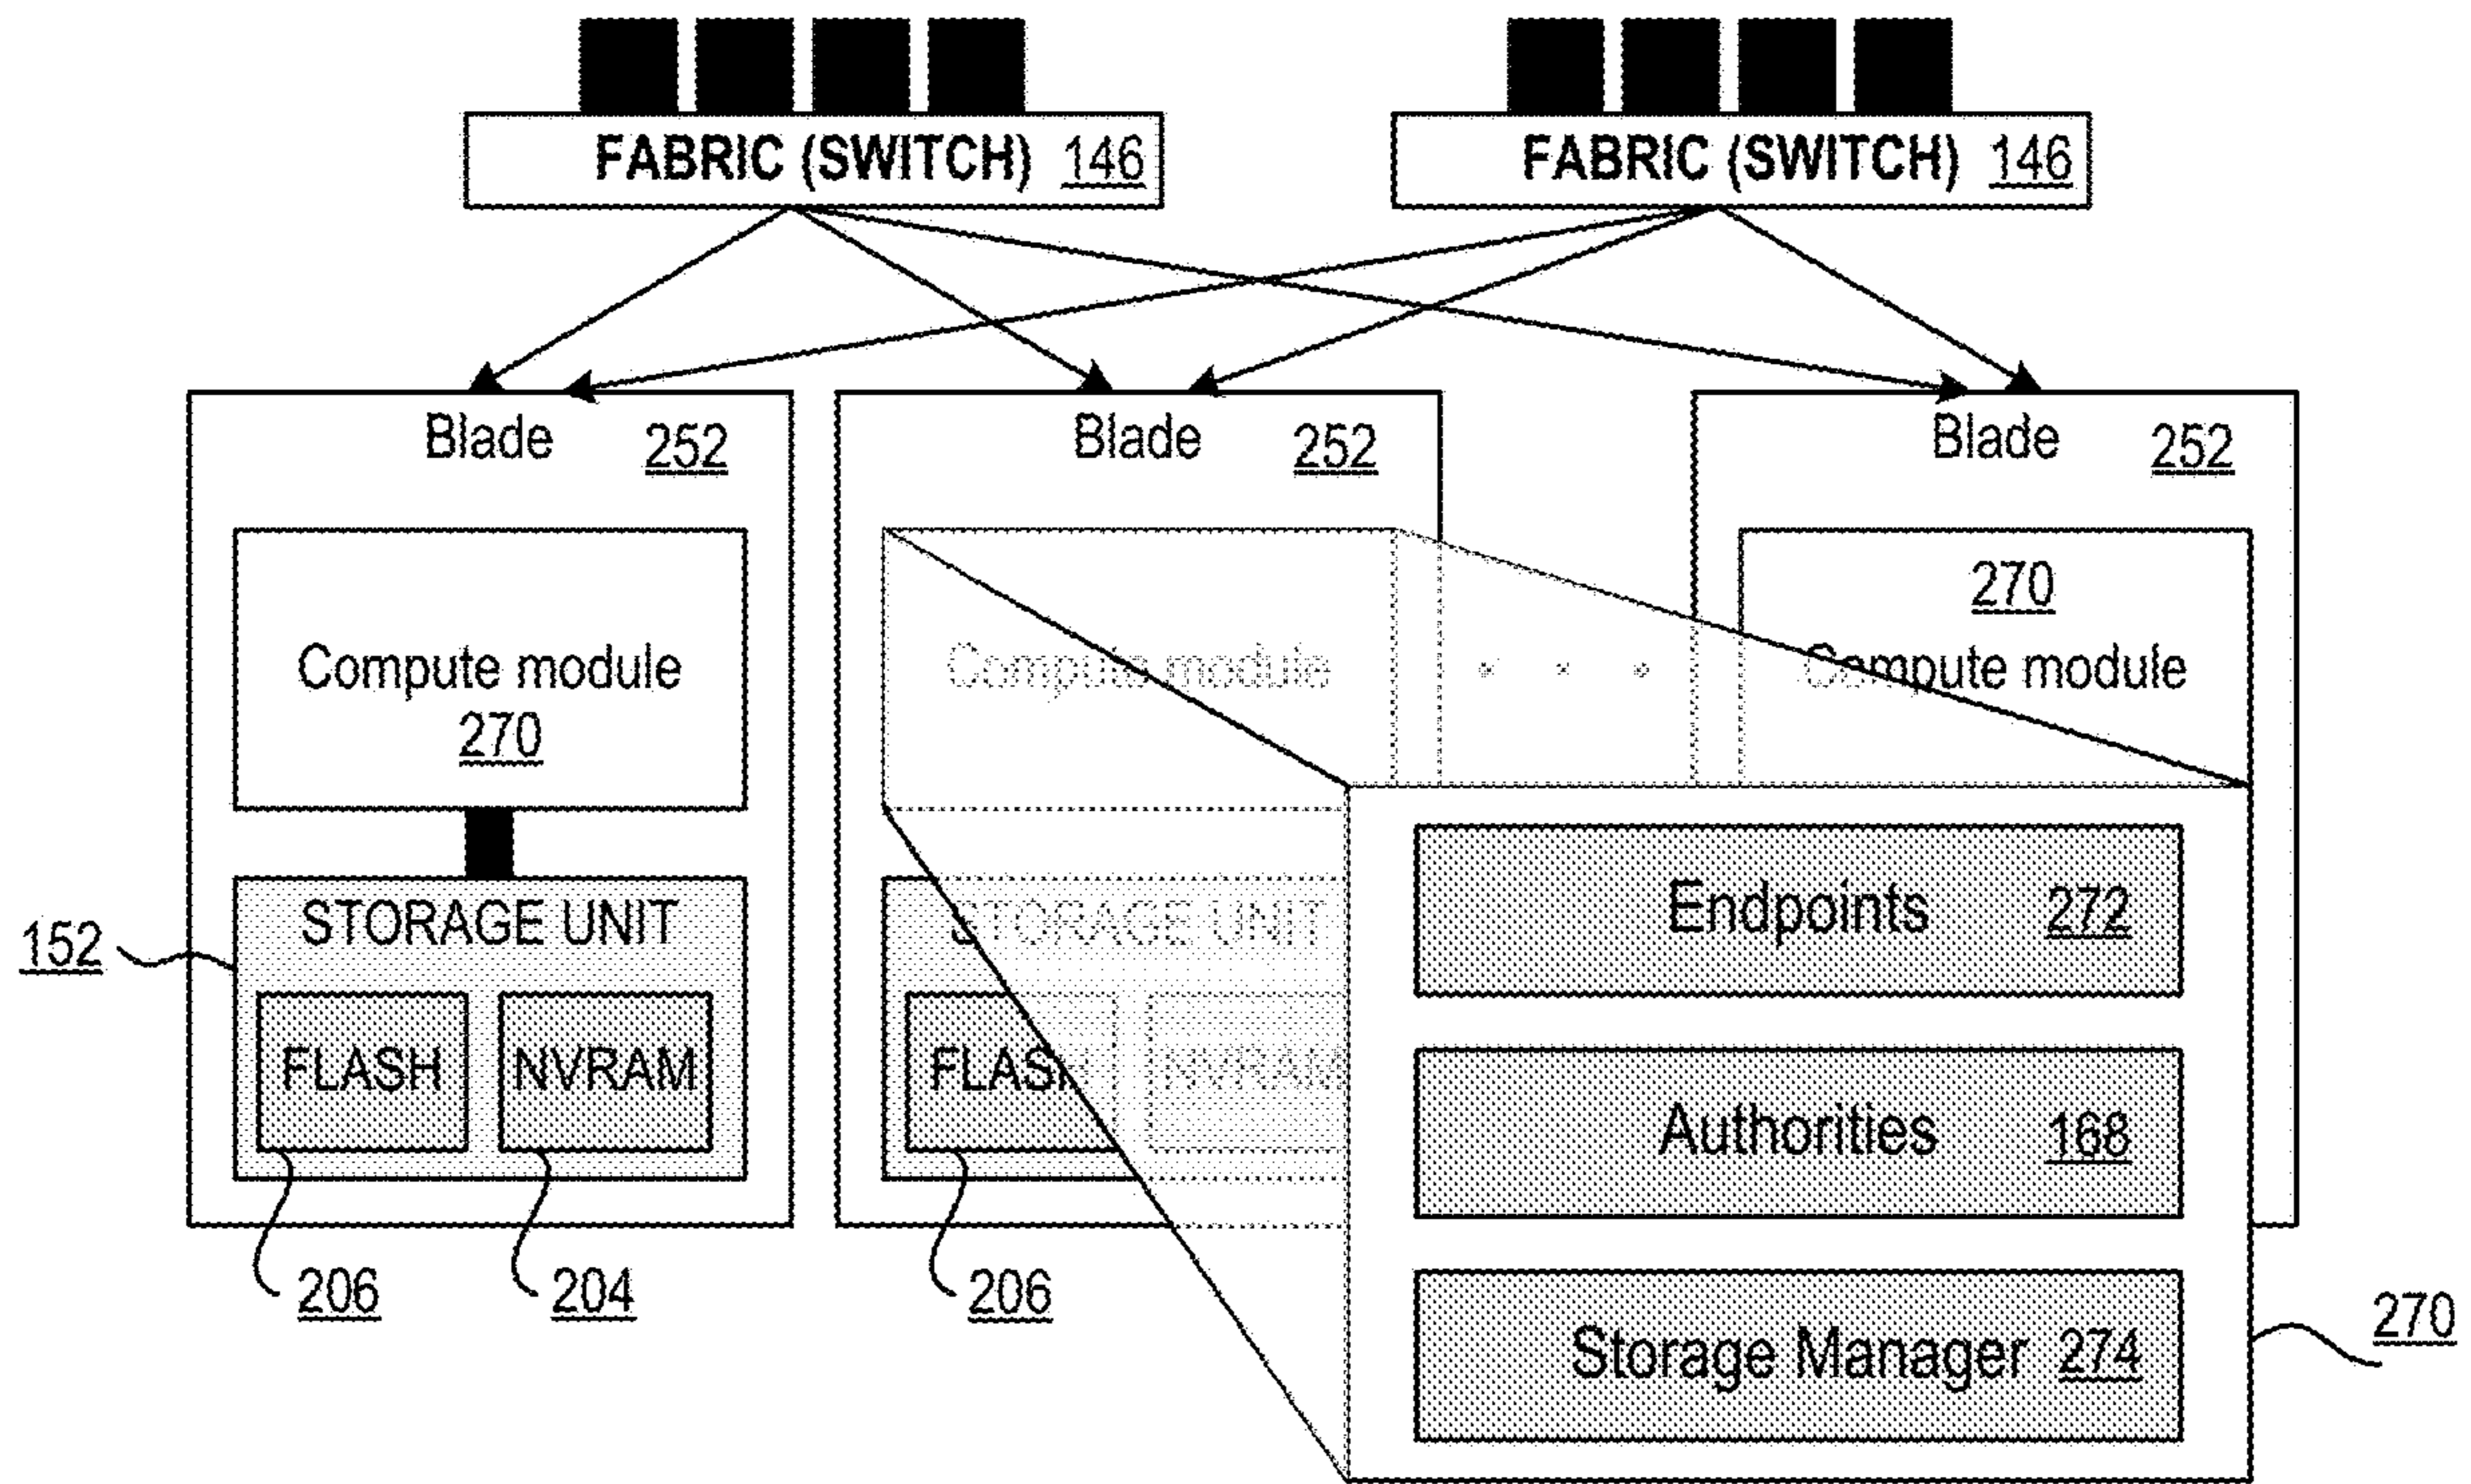 FABRIC (SWITCH) 146
FABRIC (SWITCH) 146
Blade 252
Blade 252
Blade 252
Compute module
270
Compute module
270
Compute module
STORAGE UNIT
152
FLASH
NVRAM
206
204
STORAGE UNIT
FLASH
NVRAM
206
Endpoints 272
Authorities 168
Storage Manager 274
270